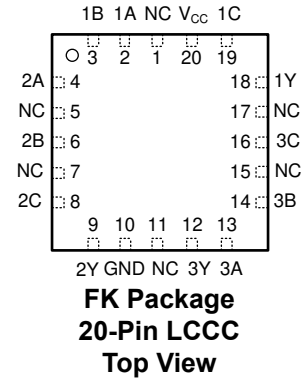 1B 1A NC VCC 1C
3 2 1 20 19
2A 4 18 1Y
NC 5 17 NC
2B 6 16 3C
NC 7 15 NC
2C 8 14 3B
9 10 11 12 13
2Y GND NC 3Y 3A
FK Package
20-Pin LCCC
Top View